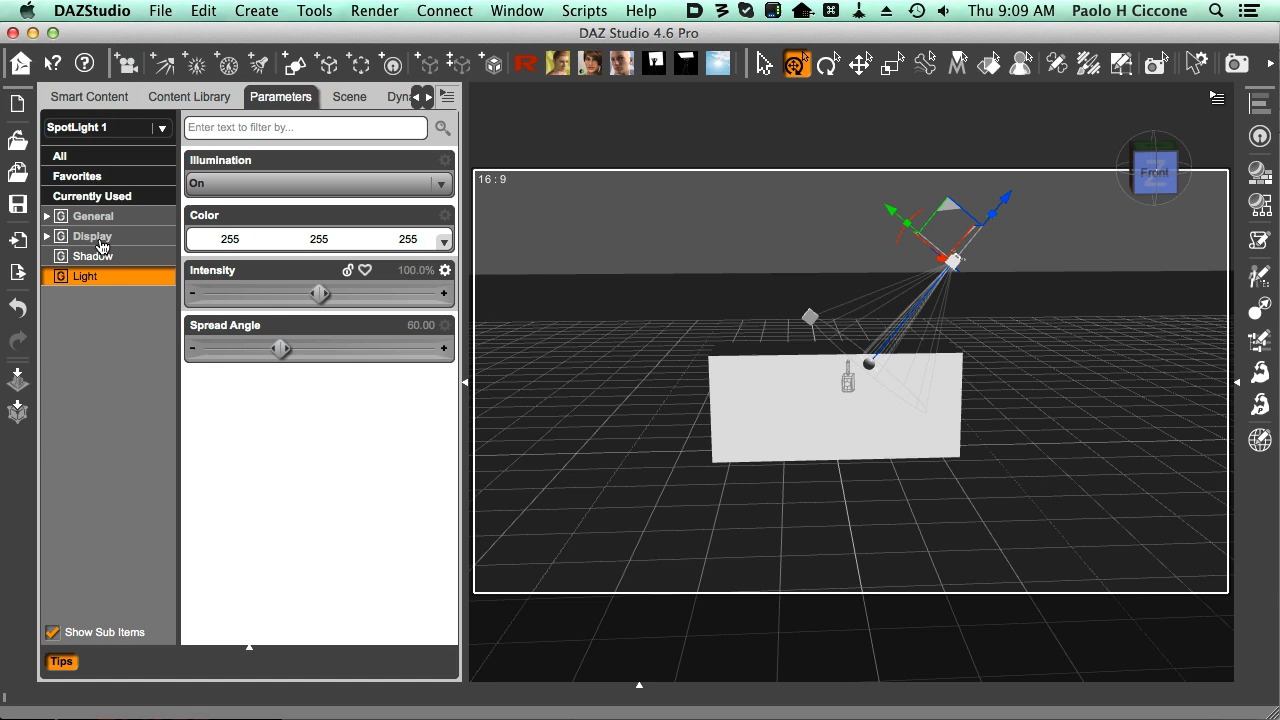 DAZStudio File Edit Create Tools Render Connect Window Scripts Help Thu 9:09 AM Paolo H Ciccone
DAZ Studio 4.6 Pro
Smart Content Content Library Parameters Scene Dyna
SpotLight 1
All
Favorites
Currently Used
G General
G Display
G Shadow
G Light
Show Sub Items
Tips
Enter text to filter by...
Illumination
On
Color
255 255 255
Intensity 100.0%
Spread Angle 60.00
16 : 9
Front